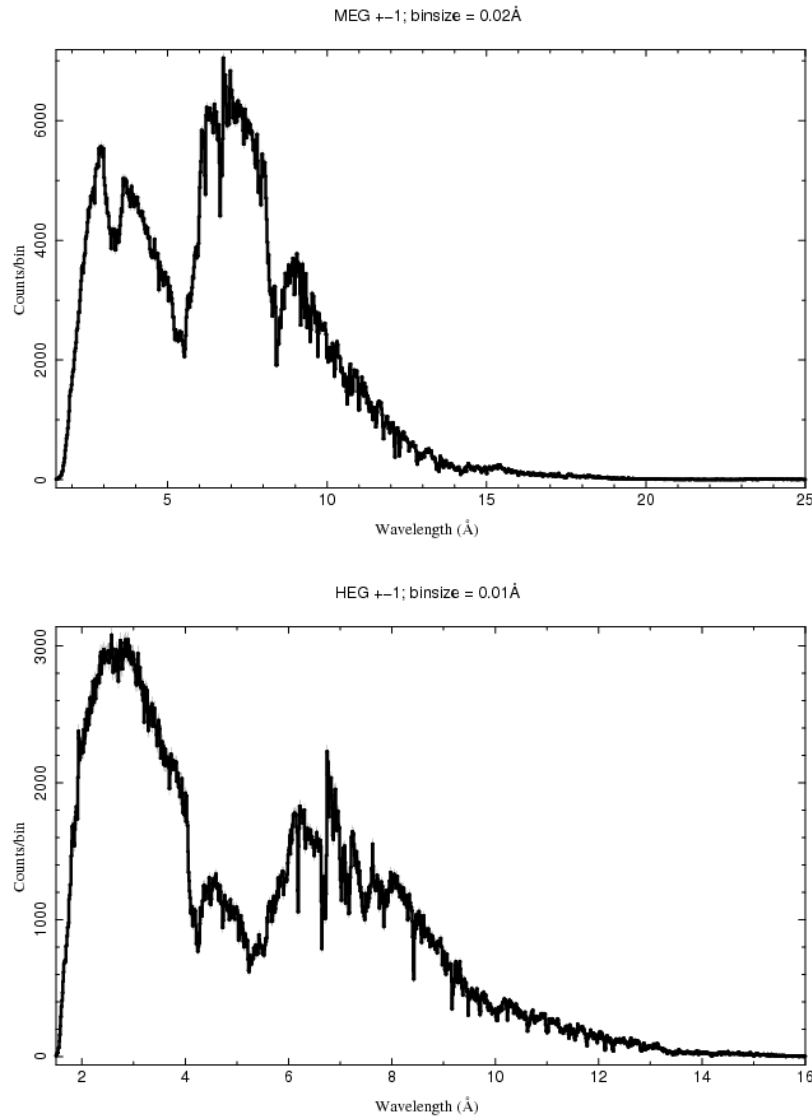 MEG +−1; binsize = 0.02Å
Counts/bin
6000
4000
2000
0
5 10 15 20 25
Wavelength (Å)
HEG +−1; binsize = 0.01Å
Counts/bin
3000
2000
1000
0
2 4 6 8 10 12 14 16
Wavelength (Å)